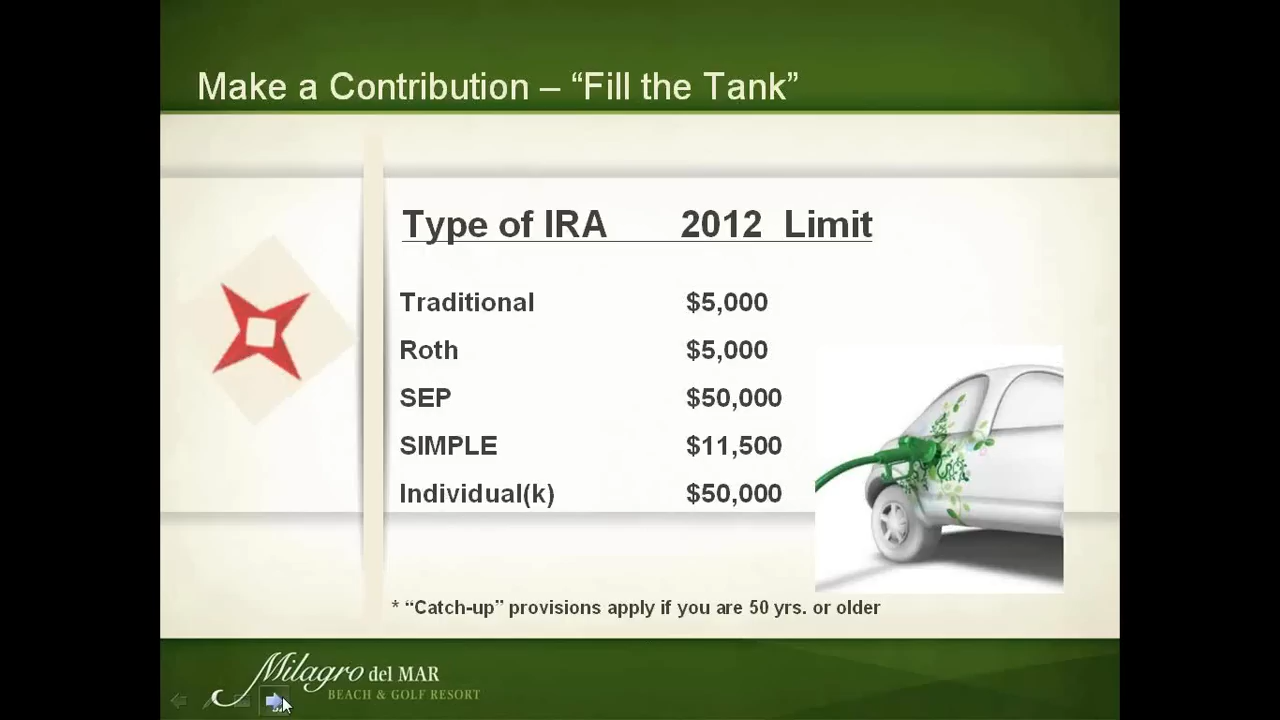 Make a Contribution – “Fill the Tank”
Type of IRA 2012 Limit
Traditional $5,000
Roth $5,000
SEP $50,000
SIMPLE $11,500
Individual(k) $50,000
* “Catch-up” provisions apply if you are 50 yrs. or older
Milagro del MAR
BEACH & GOLF RESORT